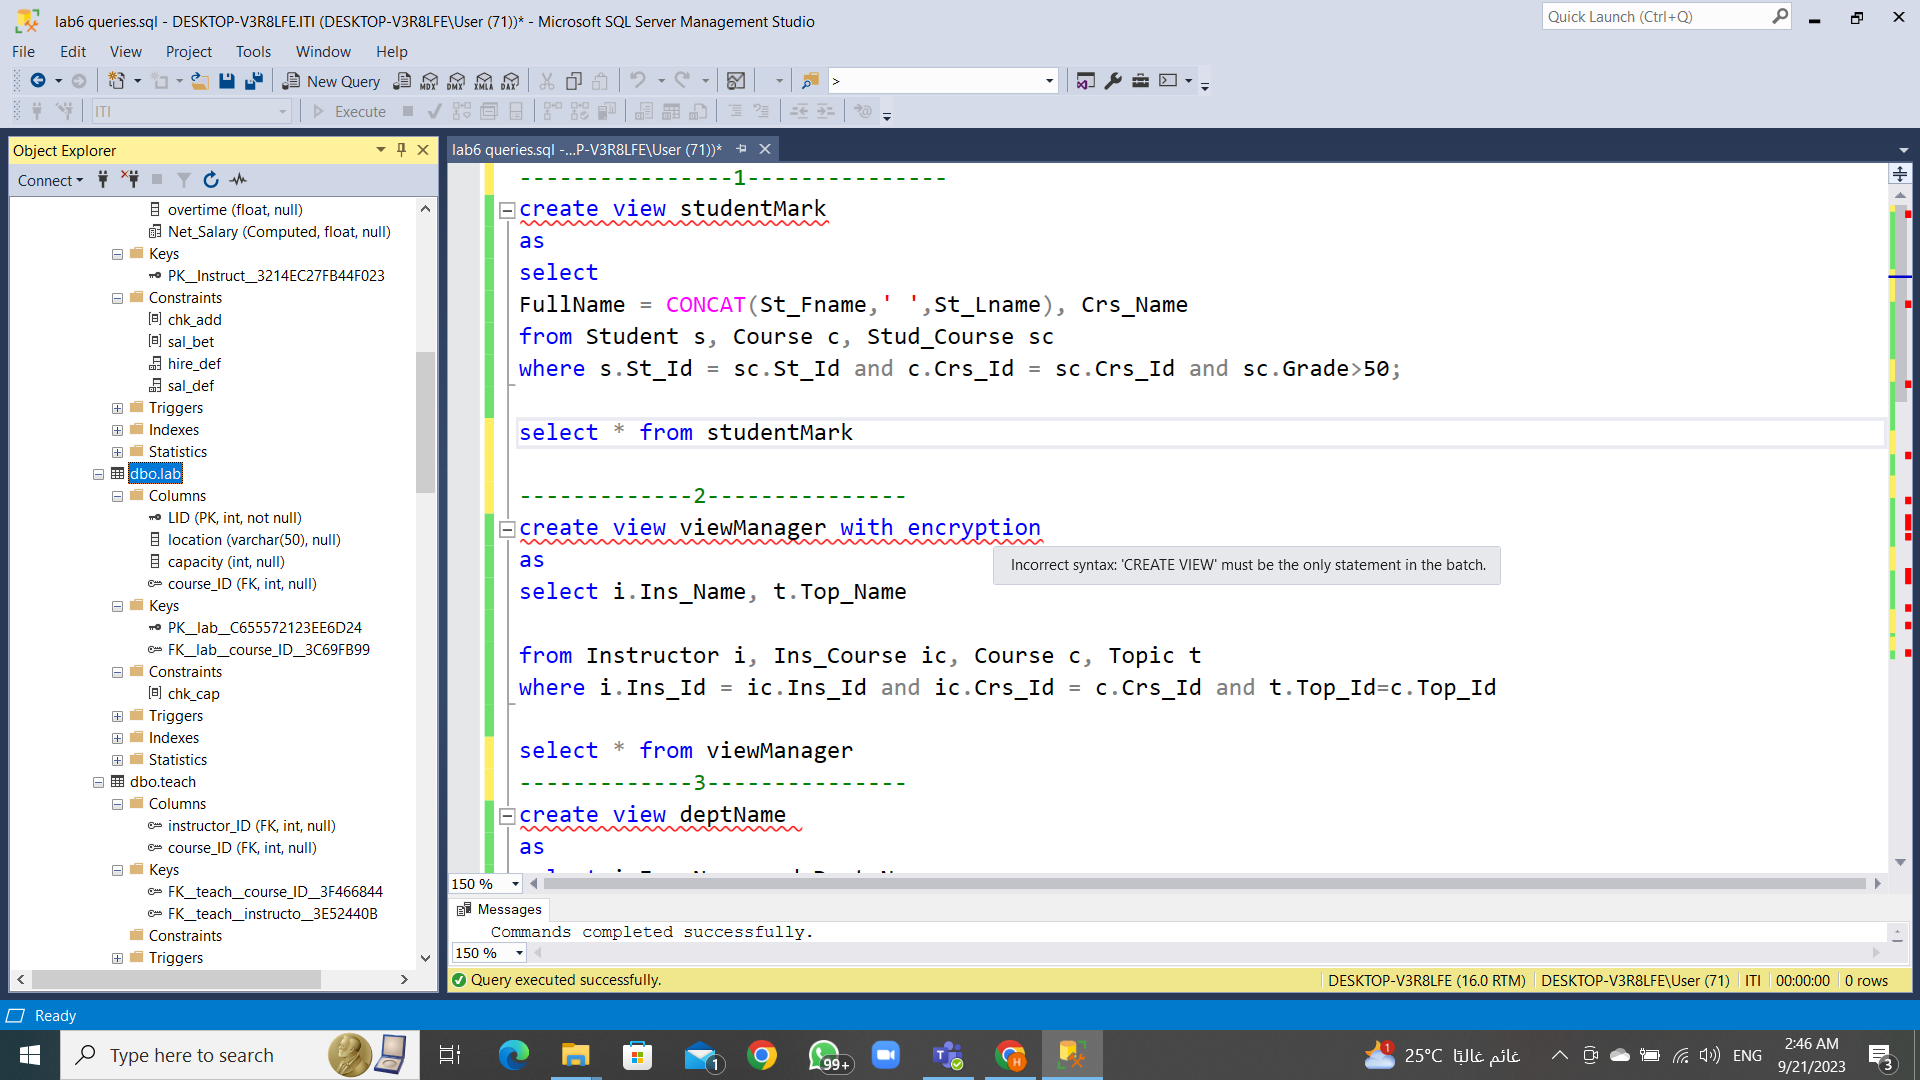 lab6 queries.sql - DESKTOP-V3R8LFE.ITI (DESKTOP-V3R8LFE\User (71))* - Microsoft SQL Server Management Studio
Quick Launch (Ctrl+Q)
File Edit View Project Tools Window Help
New Query
MDX DMX XMLA DAX
>
ITI
Execute
Object Explorer
Connect
overtime (float, null)
Net_Salary (Computed, float, null)
Keys
PK__Instruct__3214EC27FB44F023
Constraints
chk_add
sal_bet
hire_def
sal_def
Triggers
Indexes
Statistics
dbo.lab
Columns
LID (PK, int, not null)
location (varchar(50), null)
capacity (int, null)
course_ID (FK, int, null)
Keys
PK__lab__C655572123EE6D24
FK__lab__course_ID__3C69FB99
Constraints
chk_cap
Triggers
Indexes
Statistics
dbo.teach
Columns
instructor_ID (FK, int, null)
course_ID (FK, int, null)
Keys
FK__teach__course_ID__3F466844
FK__teach__instructo__3E52440B
Constraints
Triggers
lab6 queries.sql -...P-V3R8LFE\User (71))*
----------------1---------------
create view studentMark
as
select
FullName = CONCAT(St_Fname,' ',St_Lname), Crs_Name
from Student s, Course c, Stud_Course sc
where s.St_Id = sc.St_Id and c.Crs_Id = sc.Crs_Id and sc.Grade>50;
select * from studentMark
-------------2---------------
create view viewManager with encryption
as
Incorrect syntax: 'CREATE VIEW' must be the only statement in the batch.
select i.Ins_Name, t.Top_Name
from Instructor i, Ins_Course ic, Course c, Topic t
where i.Ins_Id = ic.Ins_Id and ic.Crs_Id = c.Crs_Id and t.Top_Id=c.Top_Id
select * from viewManager
-------------3---------------
create view deptName
as
150 %
Messages
Commands completed successfully.
150 %
Query executed successfully.
DESKTOP-V3R8LFE (16.0 RTM) DESKTOP-V3R8LFE\User (71) ITI 00:00:00 0 rows
Ready
Type here to search
1
99+
1
25°C غائم غالبًا
ENG
2:46 AM
9/21/2023
3